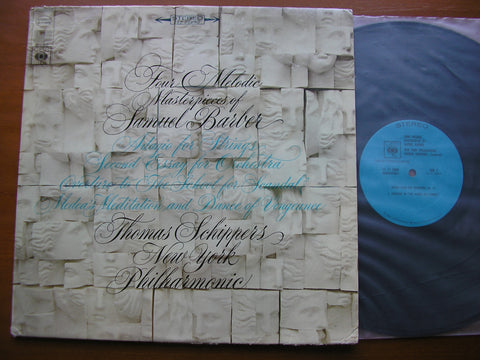 STEREO
Four Melodic
Masterpieces of
Samuel Barber
Adagio for Strings
Second Essay for Orchestra
Overture to The School for Scandal
Medea's Meditation and Dance of Vengeance
Thomas Schippers
New York
Philharmonic
STEREO